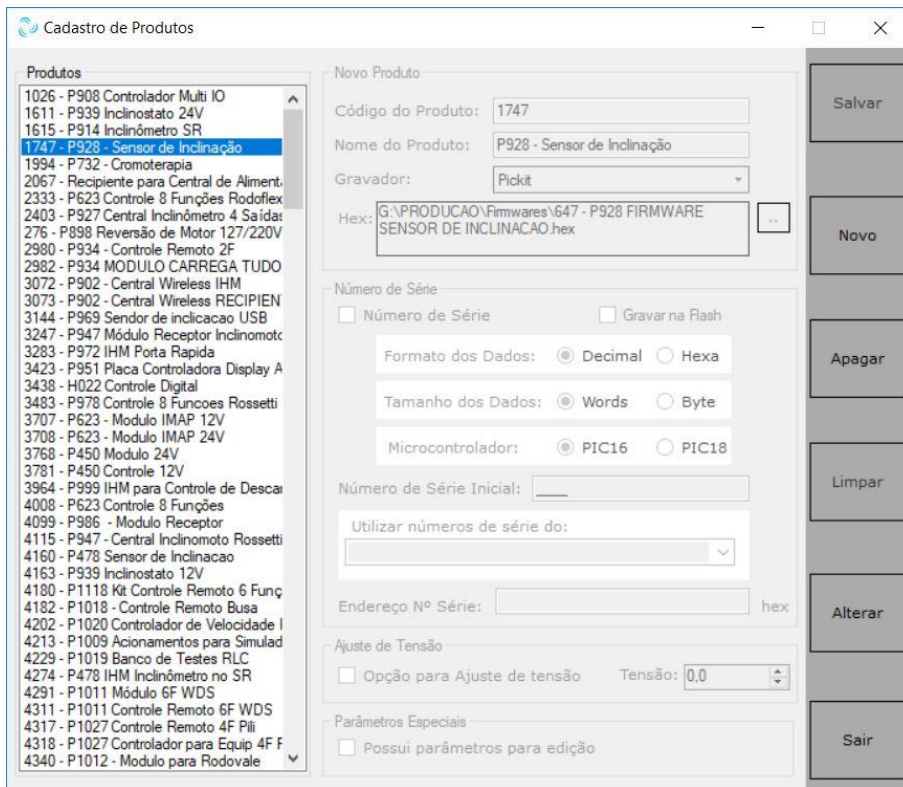 Cadastro de Produtos
Produtos
1026 - P908 Controlador Multi IO
1611 - P939 Inclinostato 24V
1615 - P914 Inclinômetro SR
1747 - P928 - Sensor de Inclinação
1994 - P732 - Cromoterapia
2067 - Recipiente para Central de Aliment
2333 - P623 Controle 8 Funções Rodoflex
2403 - P927 Central Inclinômetro 4 Saídas
276 - P898 Reversão de Motor 127/220V
2980 - P934 - Controle Remoto 2F
2982 - P934 MODULO CARREGA TUDO
3072 - P902 - Central Wireless IHM
3073 - P902 - Central Wireless RECIPIEN
3144 - P969 Sendor de inclicacao USB
3247 - P947 Módulo Receptor Inclinomoto
3283 - P972 IHM Porta Rapida
3423 - P951 Placa Controladora Display A
3438 - H022 Controle Digital
3483 - P978 Controle 8 Funcoes Rossetti
3707 - P623 - Modulo IMAP 12V
3708 - P623 - Modulo IMAP 24V
3768 - P450 Modulo 24V
3781 - P450 Controle 12V
3964 - P999 IHM para Controle de Descar
4008 - P623 Controle 8 Funções
4099 - P986 - Modulo Receptor
4115 - P947 - Central Inclinomoto Rossetti
4160 - P478 Sensor de Inclinacao
4163 - P939 Inclinostato 12V
4180 - P1118 Kit Controle Remoto 6 Funç
4182 - P1018 - Controle Remoto Busa
4202 - P1020 Controlador de Velocidade I
4213 - P1009 Acionamentos para Simulad
4229 - P1019 Banco de Testes RLC
4274 - P478 IHM Inclinômetro no SR
4291 - P1011 Módulo 6F WDS
4311 - P1011 Controle Remoto 6F WDS
4317 - P1027 Controle Remoto 4F Pili
4318 - P1027 Controlador para Equip 4F F
4340 - P1012 - Modulo para Rodovale
Novo Produto
Código do Produto: 1747
Nome do Produto: P928 - Sensor de Inclinação
Gravador: Pickit
Hex: G:\PRODUCAO\Firmwares\647 - P928 FIRMWARE
SENSOR DE INCLINACAO.hex
..
Número de Série
Número de Série Gravar na Flash
Formato dos Dados: Decimal Hexa
Tamanho dos Dados: Words Byte
Microcontrolador: PIC16 PIC18
Número de Série Inicial: ___
Utilizar números de série do:
Endereço Nº Série: hex
Ajuste de Tensão
Opção para Ajuste de tensão Tensão: 0,0
Parâmetros Especiais
Possui parâmetros para edição
Salvar
Novo
Apagar
Limpar
Alterar
Sair